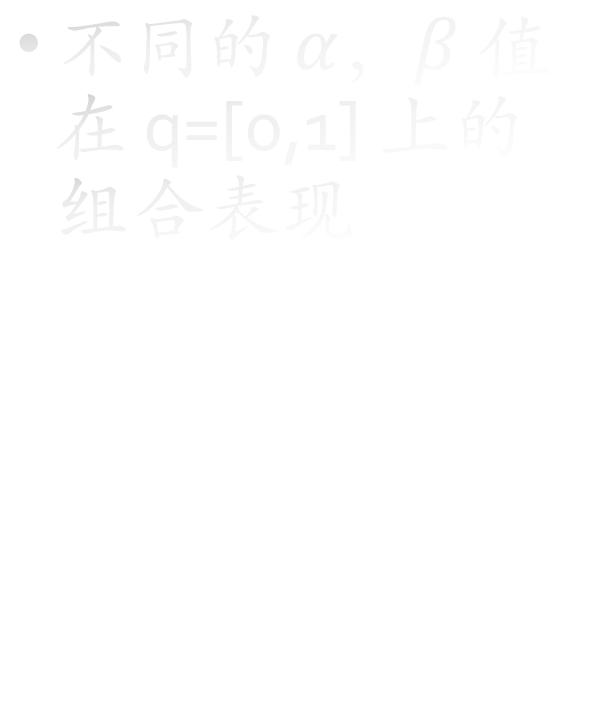 • 不同的 α，β 值
在 q=[0,1] 上的
组合表现